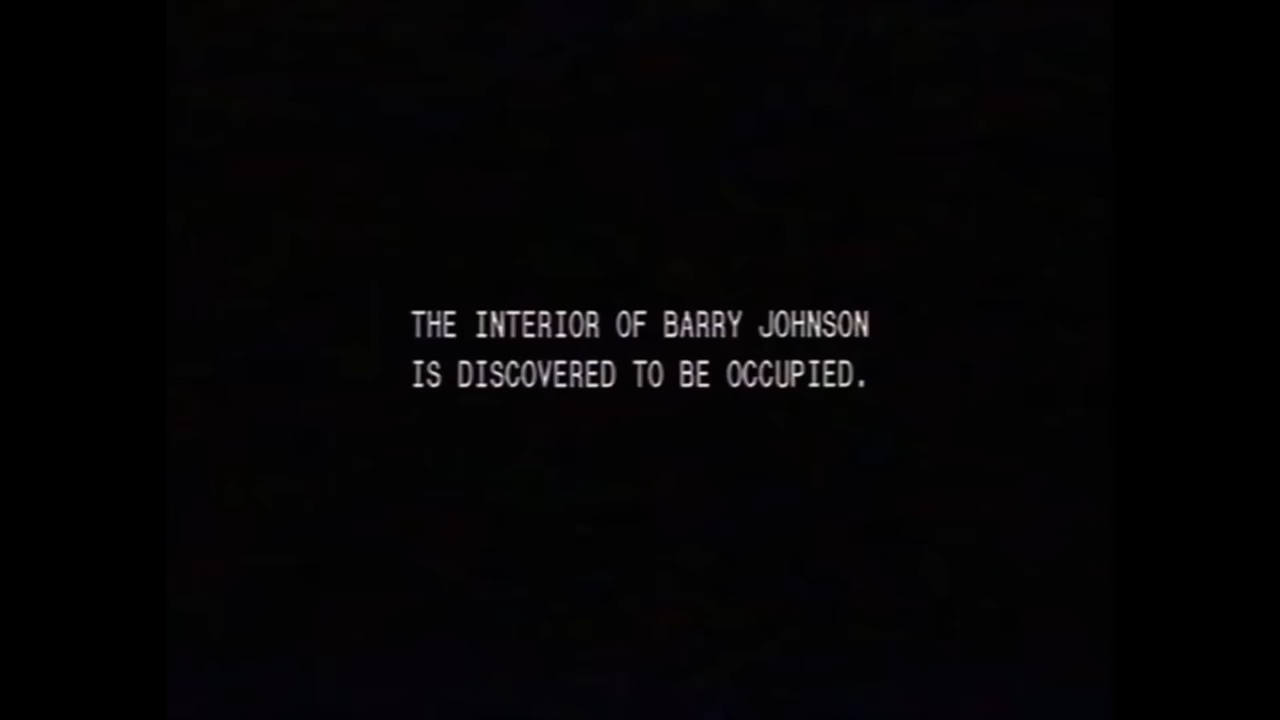 THE INTERIOR OF BARRY JOHNSON
IS DISCOVERED TO BE OCCUPIED.